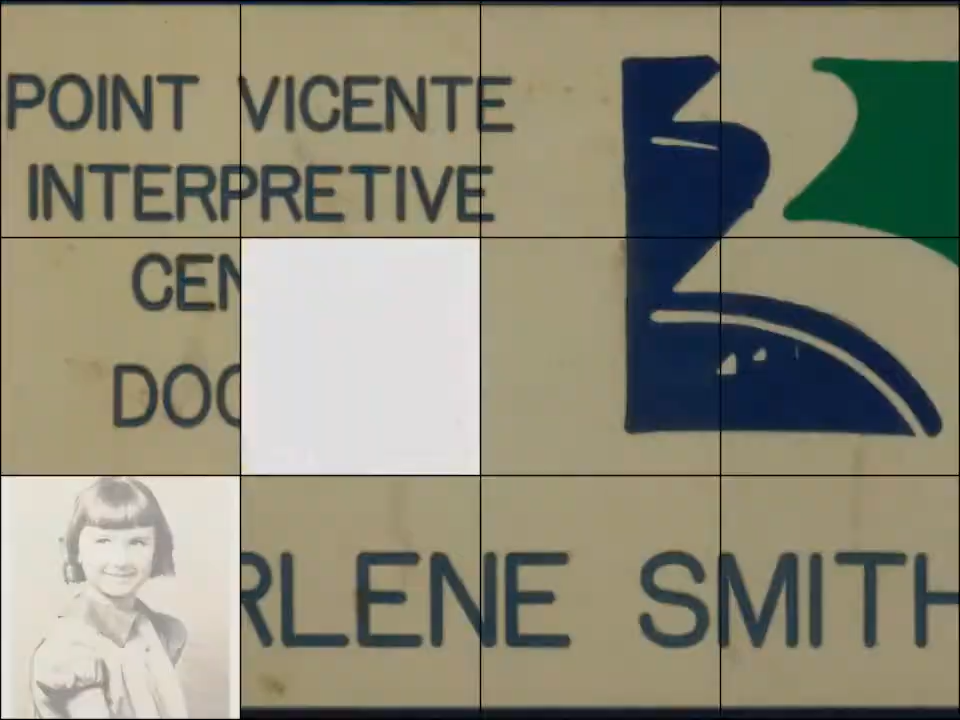 POINT VICENTE
INTERPRETIVE
CEN
DOC
RLENE SMITH